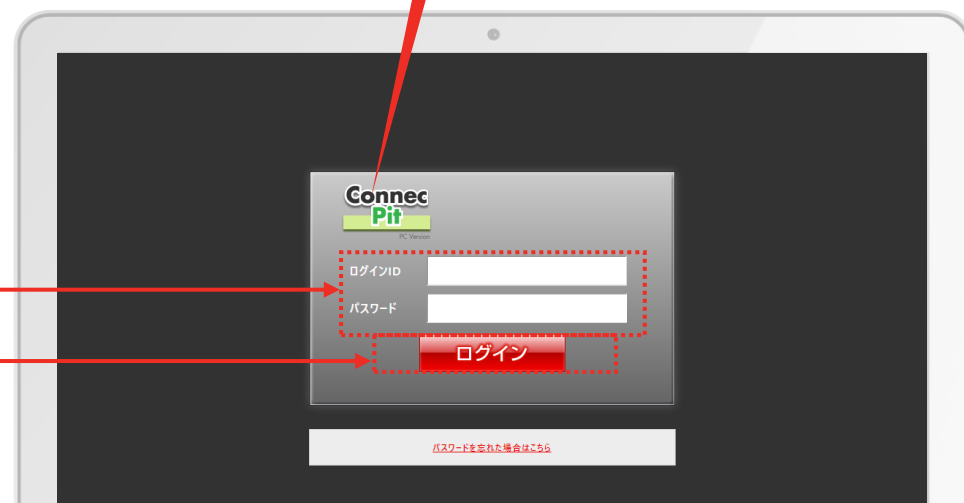 Connec
Pit
PC Version
ログインID
パスワード
ログイン
パスワードを忘れた場合はこちら